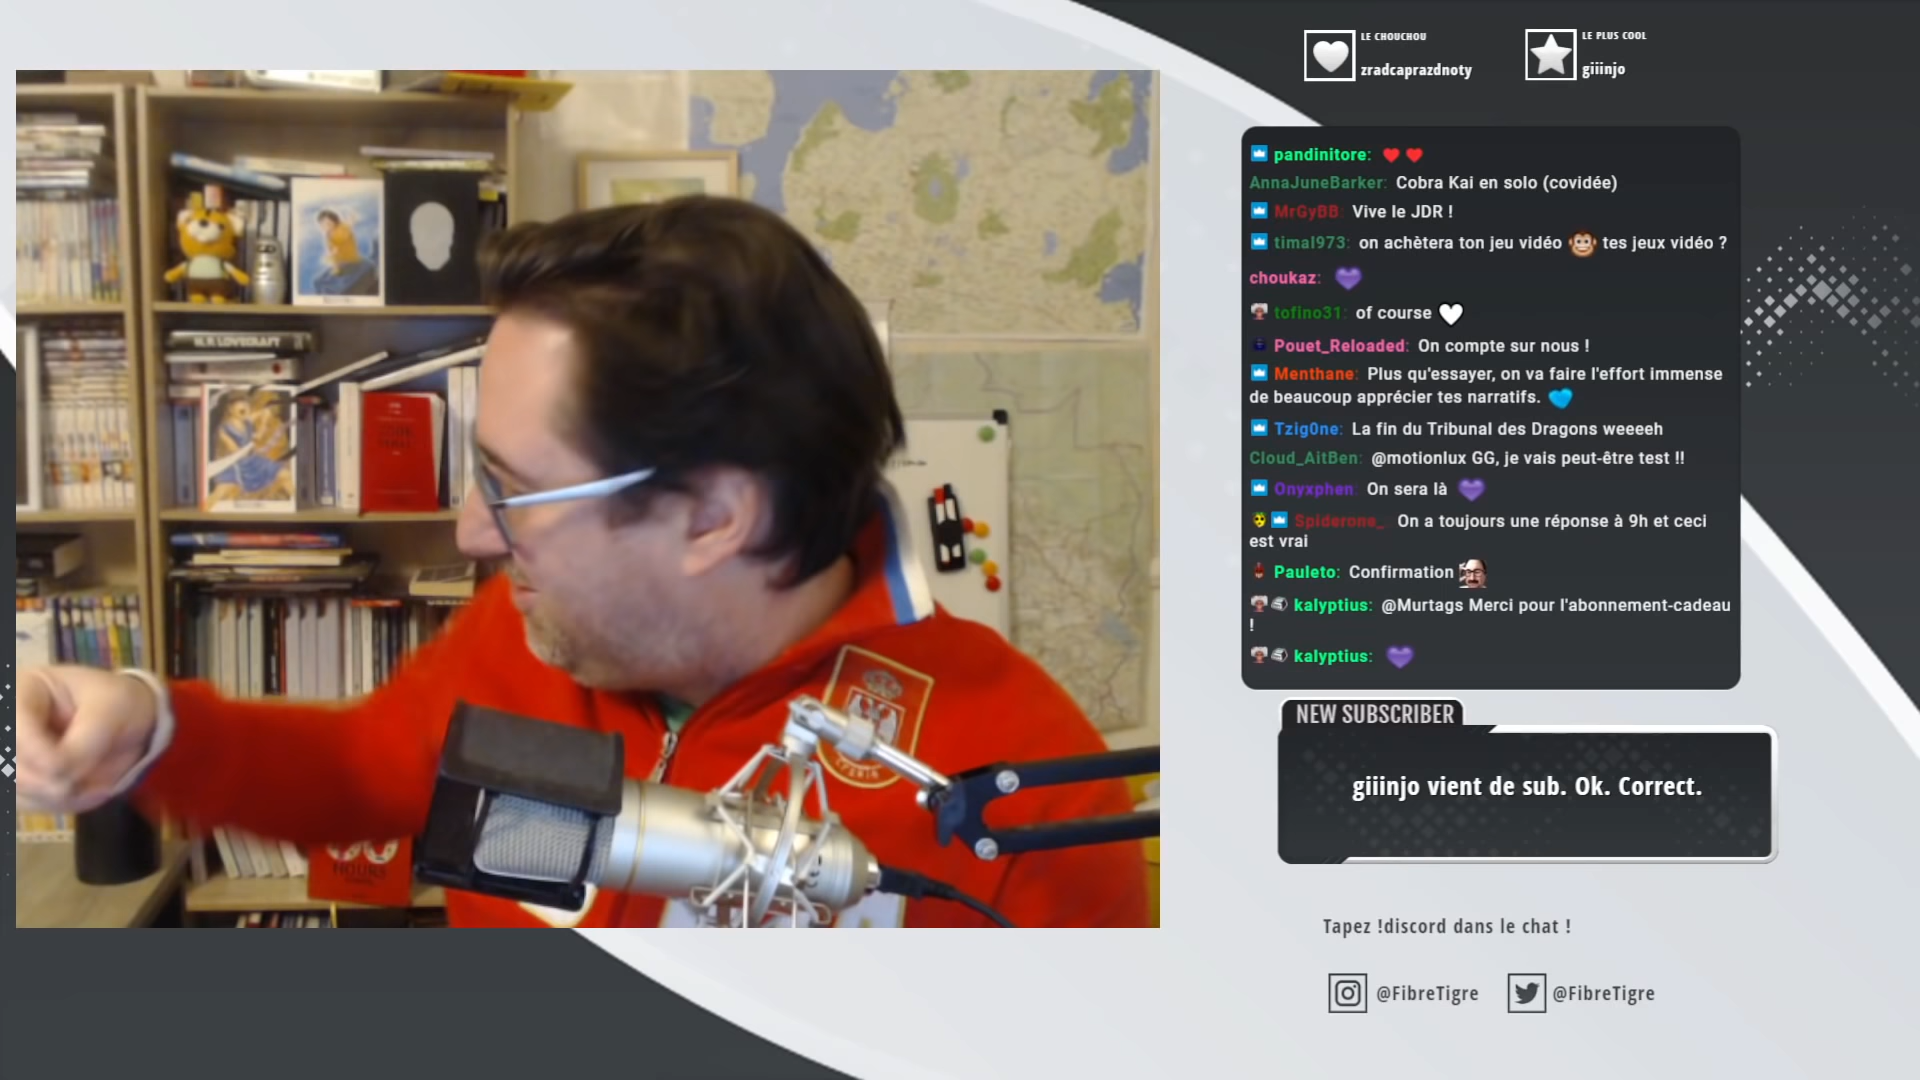 LE CHOUCHOU
zradcaprazdnoty
LE PLUS COOL
giiinjo
pandinitore:
AnnaJuneBarker: Cobra Kai en solo (covidée)
MrGyBB: Vive le JDR !
timal973: on achètera ton jeu vidéo tes jeux vidéo ?
choukaz:
tofino31: of course
Pouet_Reloaded: On compte sur nous !
Menthane: Plus qu'essayer, on va faire l'effort immense
de beaucoup apprécier tes narratifs.
Tzig0ne: La fin du Tribunal des Dragons weeeeh
Cloud_AitBen: @motionlux GG, je vais peut-être test !!
Onyxphen: On sera là
Spiderone_: On a toujours une réponse à 9h et ceci
est vrai
Pauleto: Confirmation
kalyptius: @Murtags Merci pour l'abonnement-cadeau
!
kalyptius:
NEW SUBSCRIBER
giiinjo vient de sub. Ok. Correct.
Tapez !discord dans le chat !
@FibreTigre
@FibreTigre
H.P. LOVECRAFT
HOURS